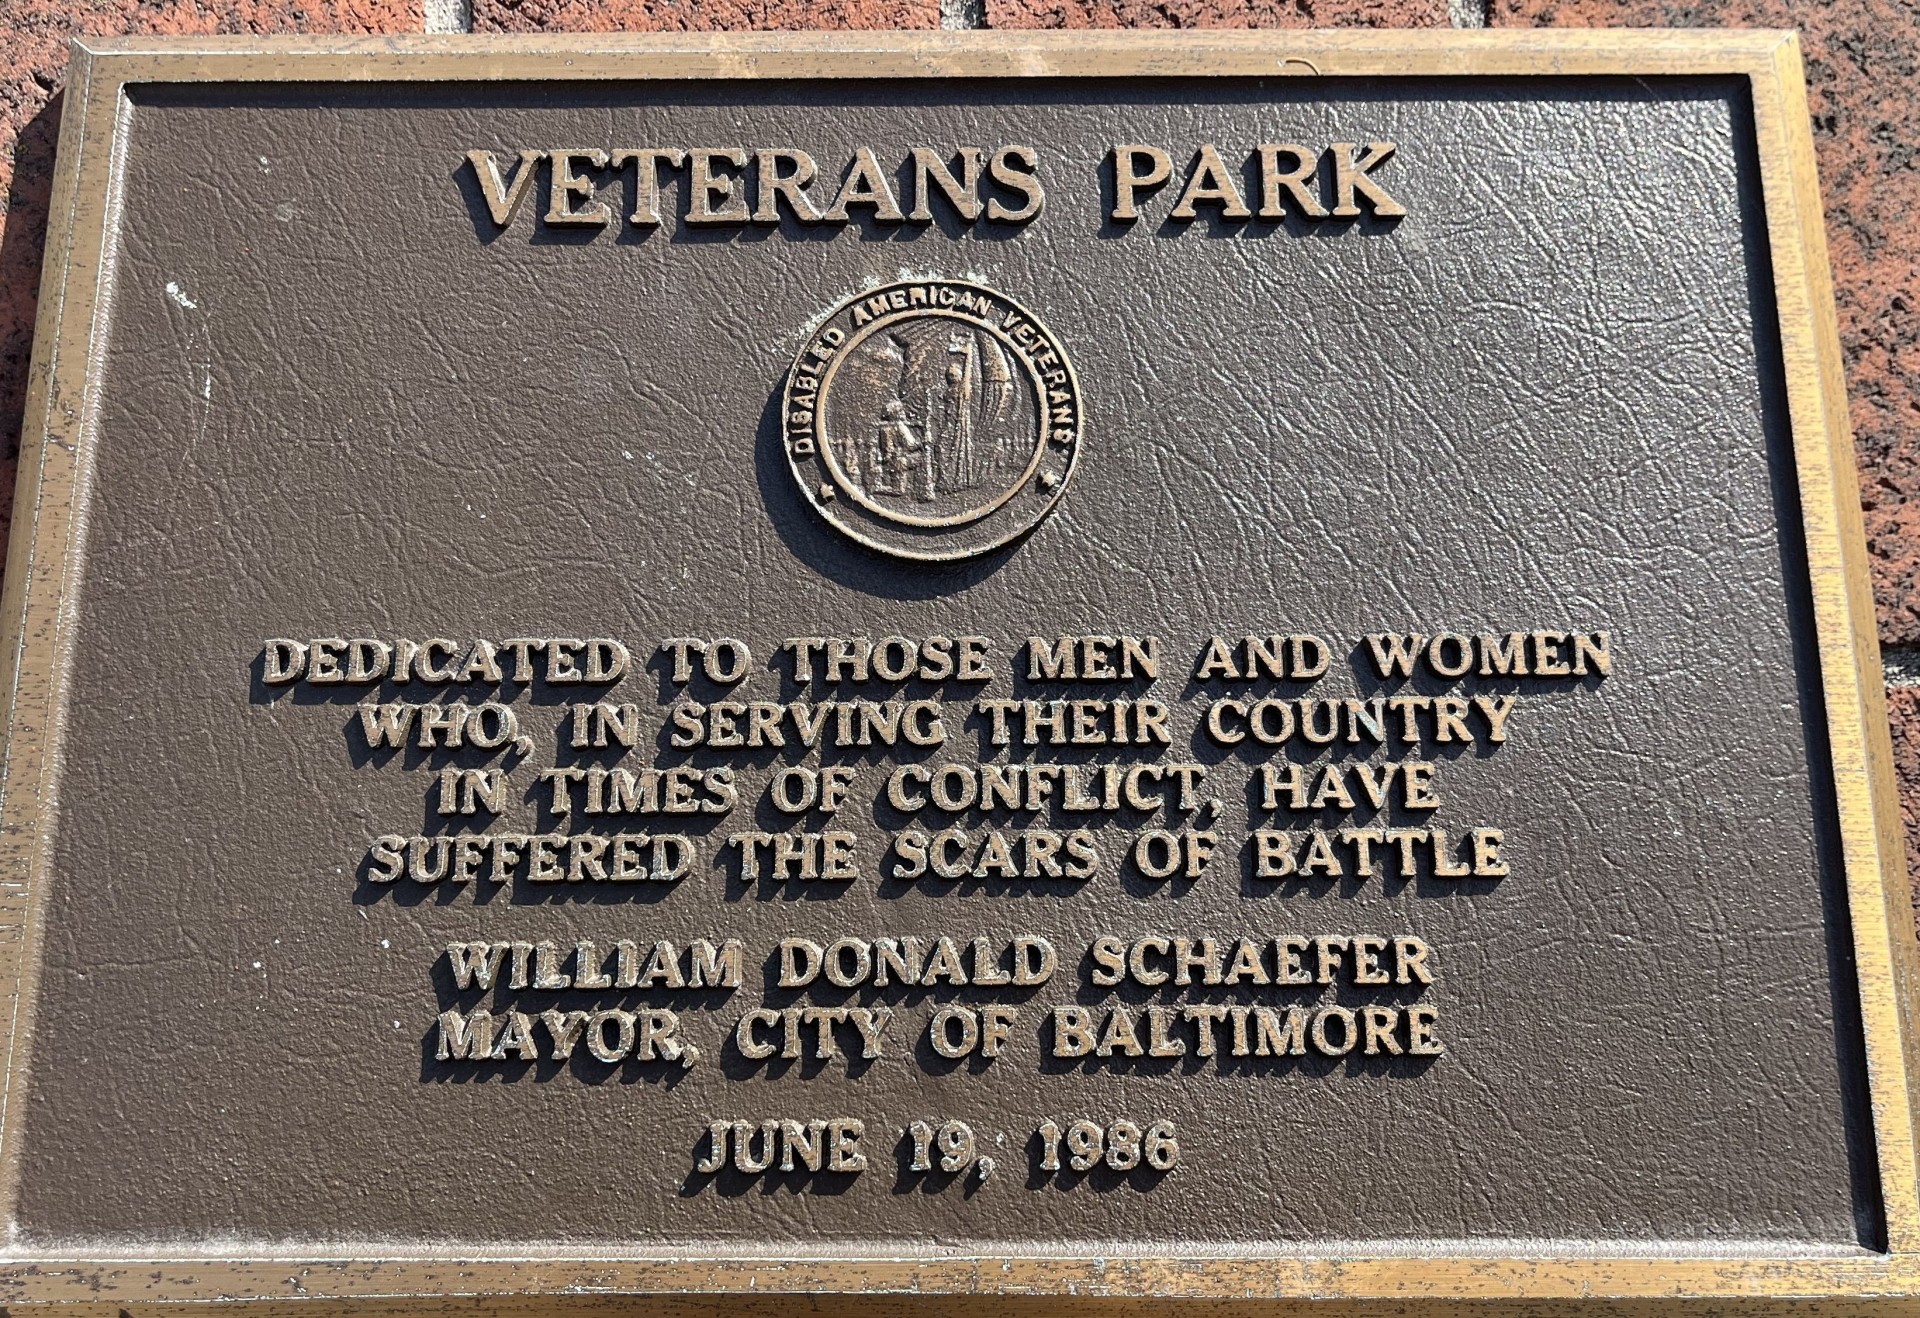 VETERANS PARK
DISABLED AMERICAN VETERANS
DEDICATED TO THOSE MEN AND WOMEN
WHO, IN SERVING THEIR COUNTRY
IN TIMES OF CONFLICT, HAVE
SUFFERED THE SCARS OF BATTLE
WILLIAM DONALD SCHAEFER
MAYOR, CITY OF BALTIMORE
JUNE 19, 1986